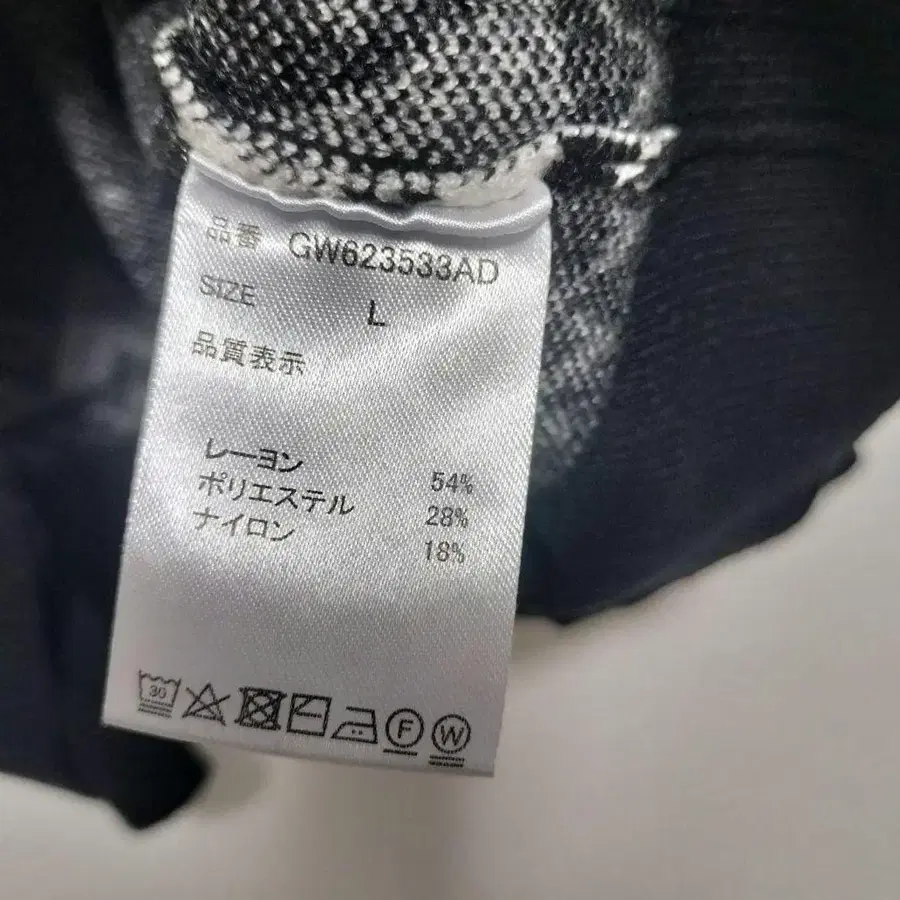 品番 GW623533AD
SIZE L
品質表示
レーヨン 54%
ポリエステル 28%
ナイロン 18%
30 F W